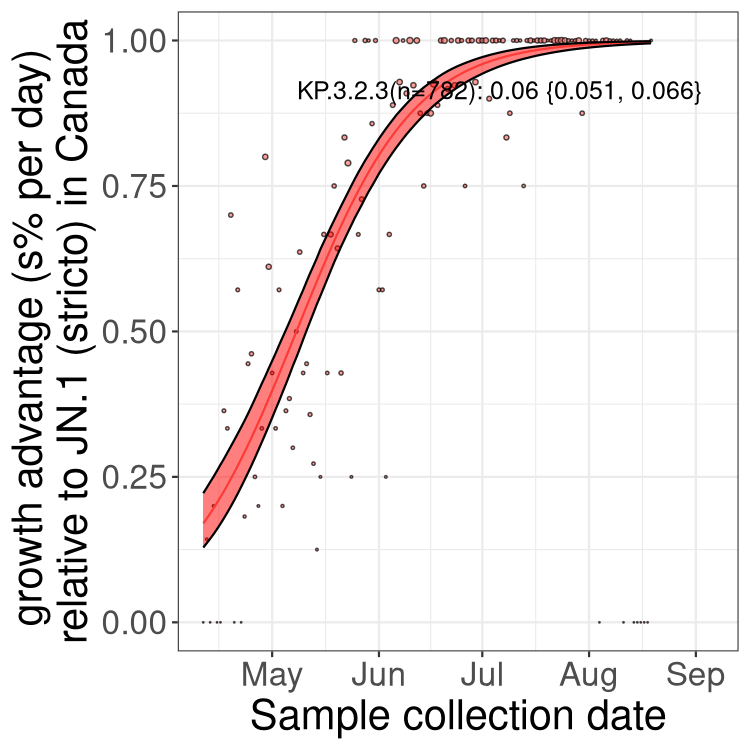 growth advantage (s% per day)
relative to JN.1 (stricto) in Canada
1.00
0.75
0.50
0.25
0.00
KP.3.2.3(n=782): 0.06 {0.051, 0.066}
May Jun Jul Aug Sep
Sample collection date